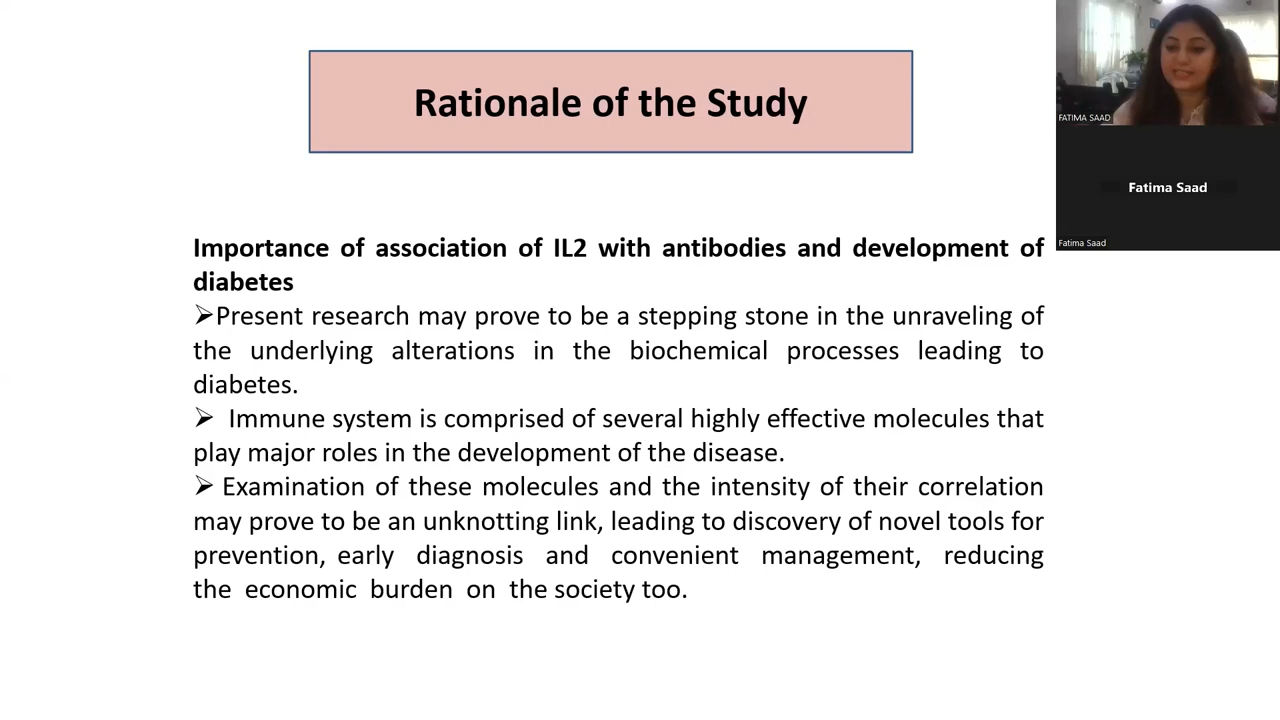 Rationale of the Study
FATIMA SAAD
Fatima Saad
Fatima Saad
Importance of association of IL2 with antibodies and development of
diabetes
➢Present research may prove to be a stepping stone in the unraveling of
the underlying alterations in the biochemical processes leading to
diabetes.
➢ Immune system is comprised of several highly effective molecules that
play major roles in the development of the disease.
➢ Examination of these molecules and the intensity of their correlation
may prove to be an unknotting link, leading to discovery of novel tools for
prevention, early diagnosis and convenient management, reducing
the economic burden on the society too.